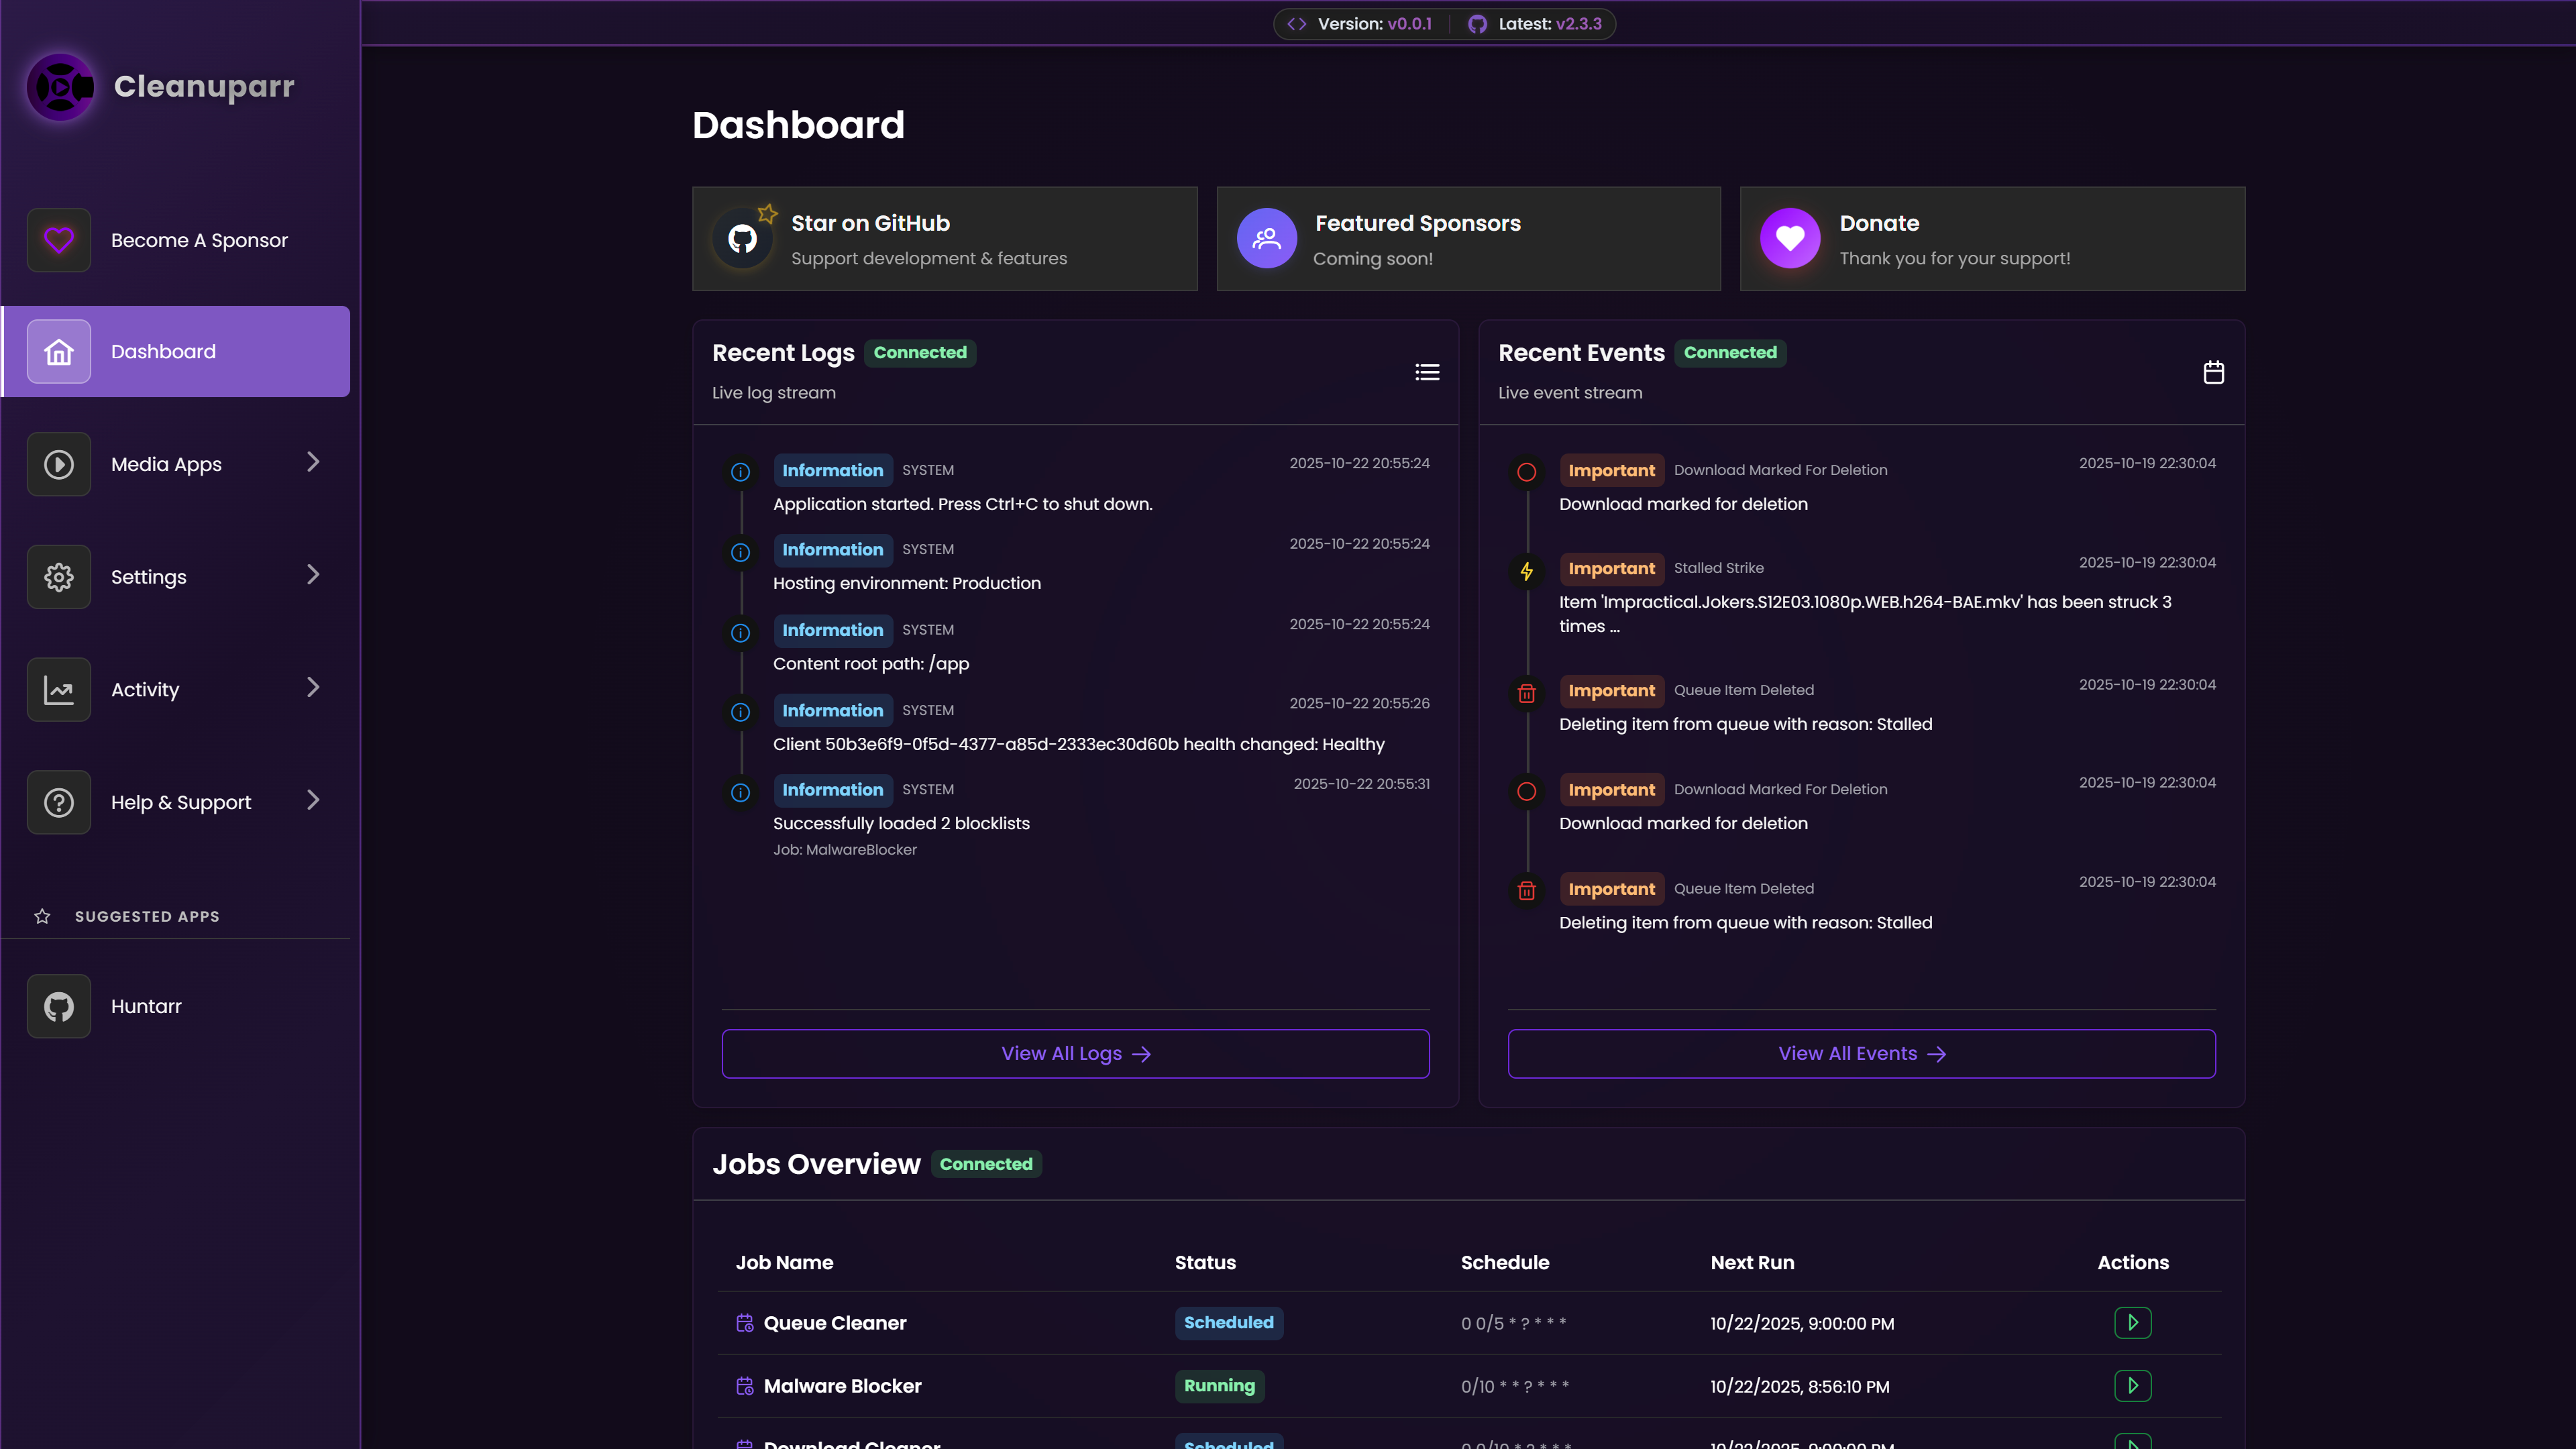 Version: v0.0.1
Latest: v2.3.3
Cleanuparr
Become A Sponsor
Dashboard
Media Apps
Settings
Activity
Help & Support
SUGGESTED APPS
Huntarr
Dashboard
Star on GitHub
Support development & features
Featured Sponsors
Coming soon!
Donate
Thank you for your support!
Recent Logs Connected
Live log stream
Information SYSTEM 2025-10-22 20:55:24
Application started. Press Ctrl+C to shut down.
Information SYSTEM 2025-10-22 20:55:24
Hosting environment: Production
Information SYSTEM 2025-10-22 20:55:24
Content root path: /app
Information SYSTEM 2025-10-22 20:55:26
Client 50b3e6f9-0f5d-4377-a85d-2333ec30d60b health changed: Healthy
Information SYSTEM 2025-10-22 20:55:31
Successfully loaded 2 blocklists
Job: MalwareBlocker
View All Logs
Recent Events Connected
Live event stream
Important Download Marked For Deletion 2025-10-19 22:30:04
Download marked for deletion
Important Stalled Strike 2025-10-19 22:30:04
Item 'Impractical.Jokers.S12E03.1080p.WEB.h264-BAE.mkv' has been struck 3
times ...
Important Queue Item Deleted 2025-10-19 22:30:04
Deleting item from queue with reason: Stalled
Important Download Marked For Deletion 2025-10-19 22:30:04
Download marked for deletion
Important Queue Item Deleted 2025-10-19 22:30:04
Deleting item from queue with reason: Stalled
View All Events
Jobs Overview Connected
Job Name Status Schedule Next Run Actions
Queue Cleaner Scheduled 0 0/5 * ? * * * 10/22/2025, 9:00:00 PM
Malware Blocker Running 0/10 * * ? * * * 10/22/2025, 8:56:10 PM
Download Cleaner Scheduled 0 0/10 * ? * * * 10/22/2025, 9:00:00 PM